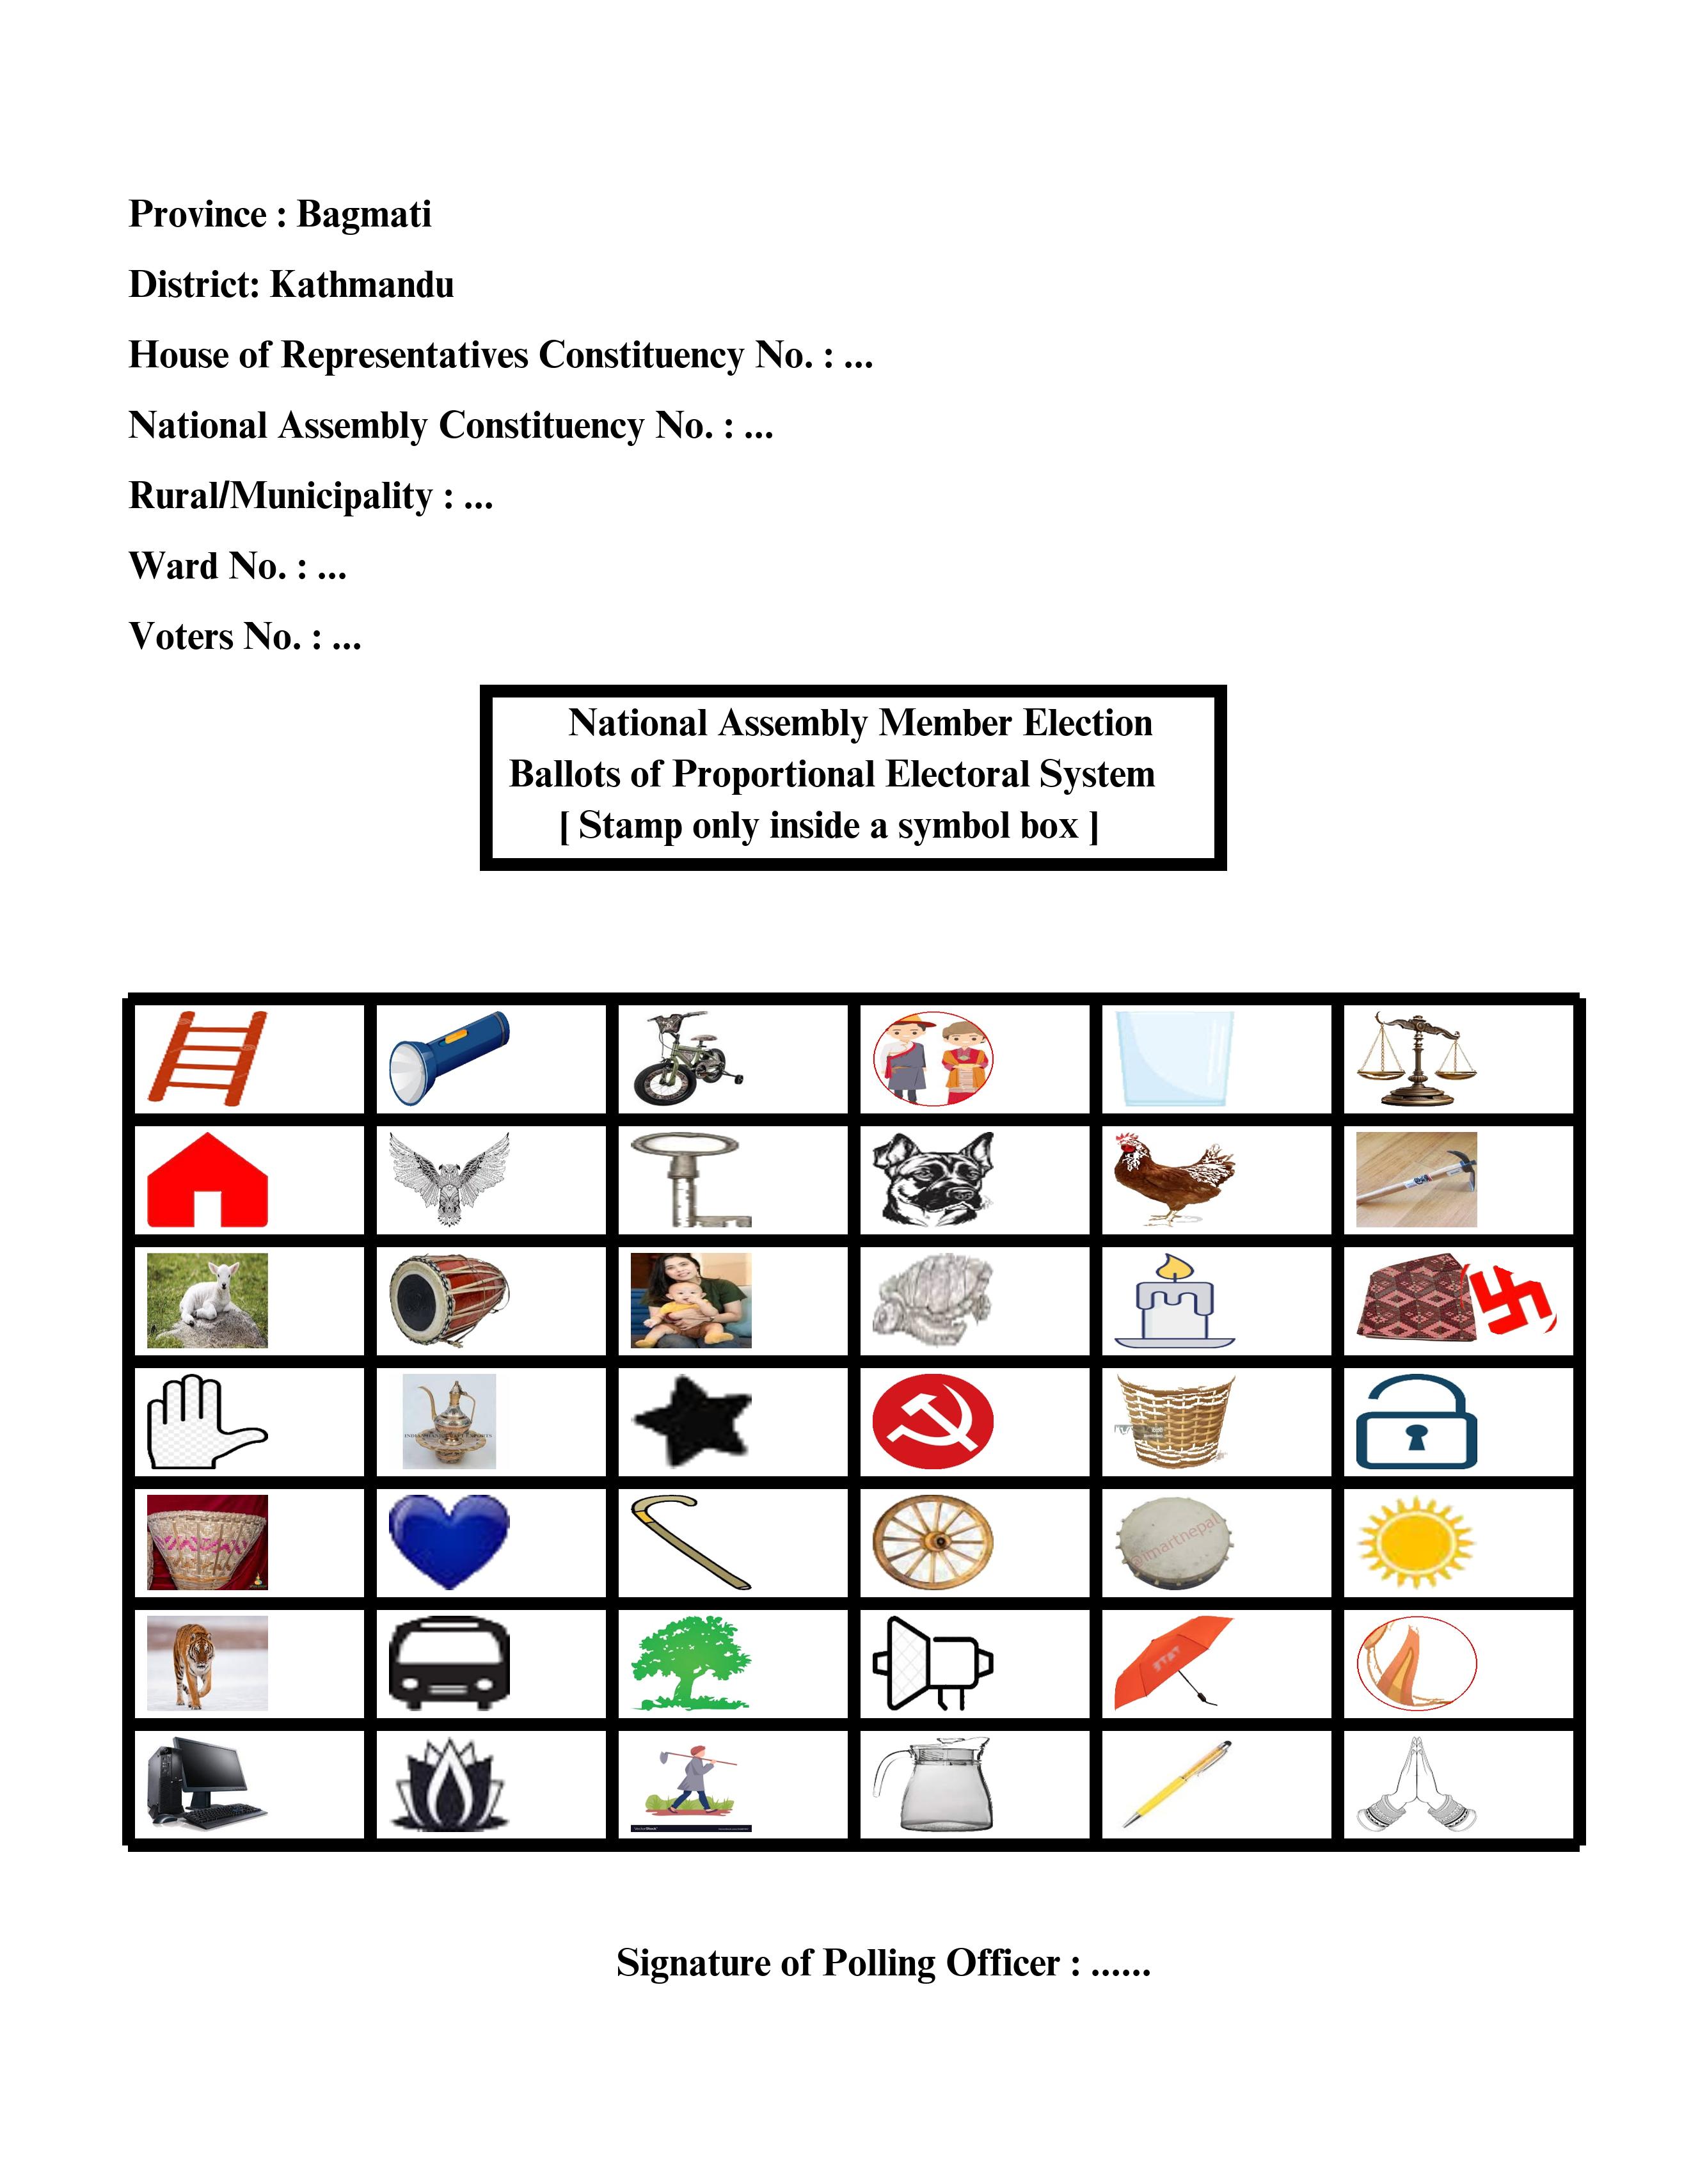 Province : Bagmati
District: Kathmandu
House of Representatives Constituency No. : ...
National Assembly Constituency No. : ...
Rural/Municipality : ...
Ward No. : ...
Voters No. : ...
National Assembly Member Election
Ballots of Proportional Electoral System
[ Stamp only inside a symbol box ]
@imartnepal
Signature of Polling Officer : ......